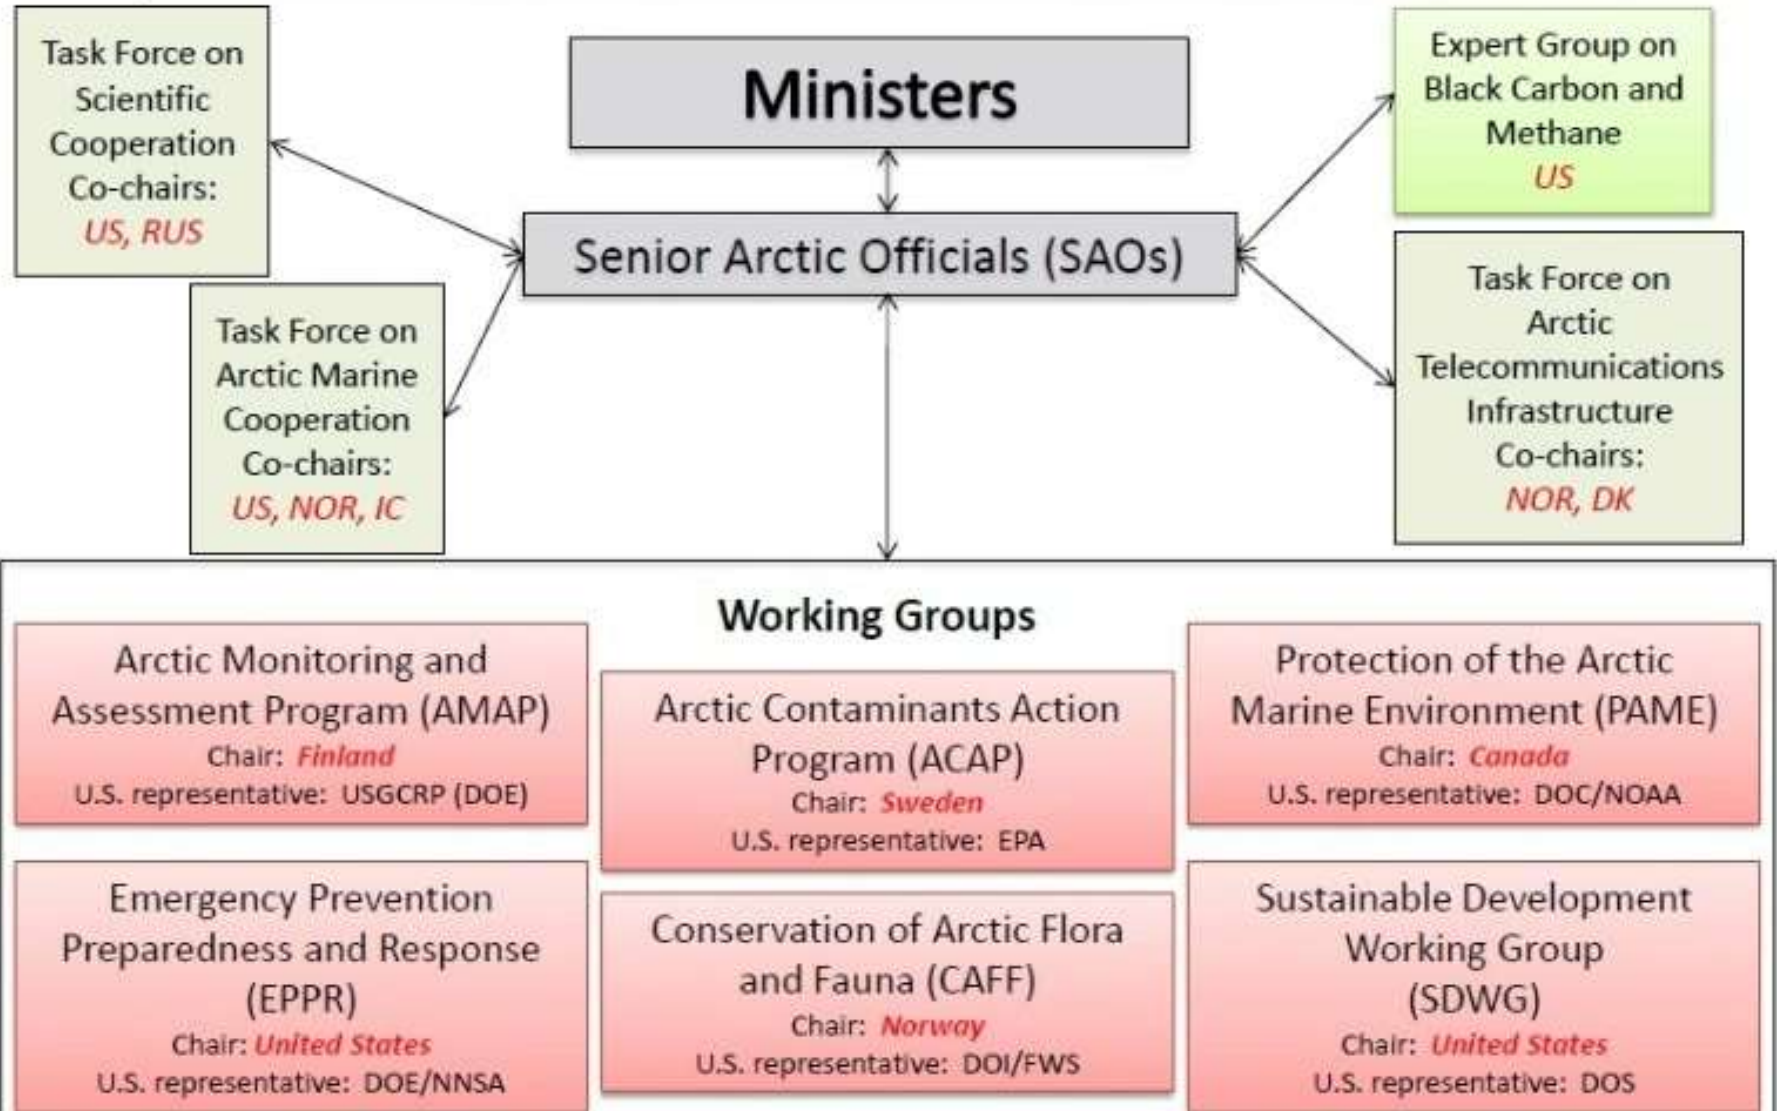 Task Force on
Scientific
Cooperation
Co-chairs:
US, RUS
Ministers
Expert Group on
Black Carbon and
Methane
US
Senior Arctic Officials (SAOs)
Task Force on
Arctic Marine
Cooperation
Co-chairs:
US, NOR, IC
Task Force on
Arctic
Telecommunications
Infrastructure
Co-chairs:
NOR, DK
Working Groups
Arctic Monitoring and
Assessment Program (AMAP)
Chair: Finland
U.S. representative: USGCRP (DOE)
Arctic Contaminants Action
Program (ACAP)
Chair: Sweden
U.S. representative: EPA
Protection of the Arctic
Marine Environment (PAME)
Chair: Canada
U.S. representative: DOC/NOAA
Emergency Prevention
Preparedness and Response
(EPPR)
Chair: United States
U.S. representative: DOE/NNSA
Conservation of Arctic Flora
and Fauna (CAFF)
Chair: Norway
U.S. representative: DOI/FWS
Sustainable Development
Working Group
(SDWG)
Chair: United States
U.S. representative: DOS